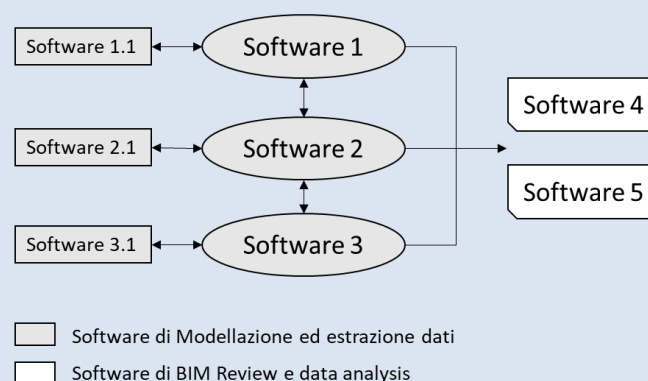 Software 1.1
Software 1
Software 4
Software 2.1
Software 2
Software 5
Software 3.1
Software 3
Software di Modellazione ed estrazione dati
Software di BIM Review e data analysis